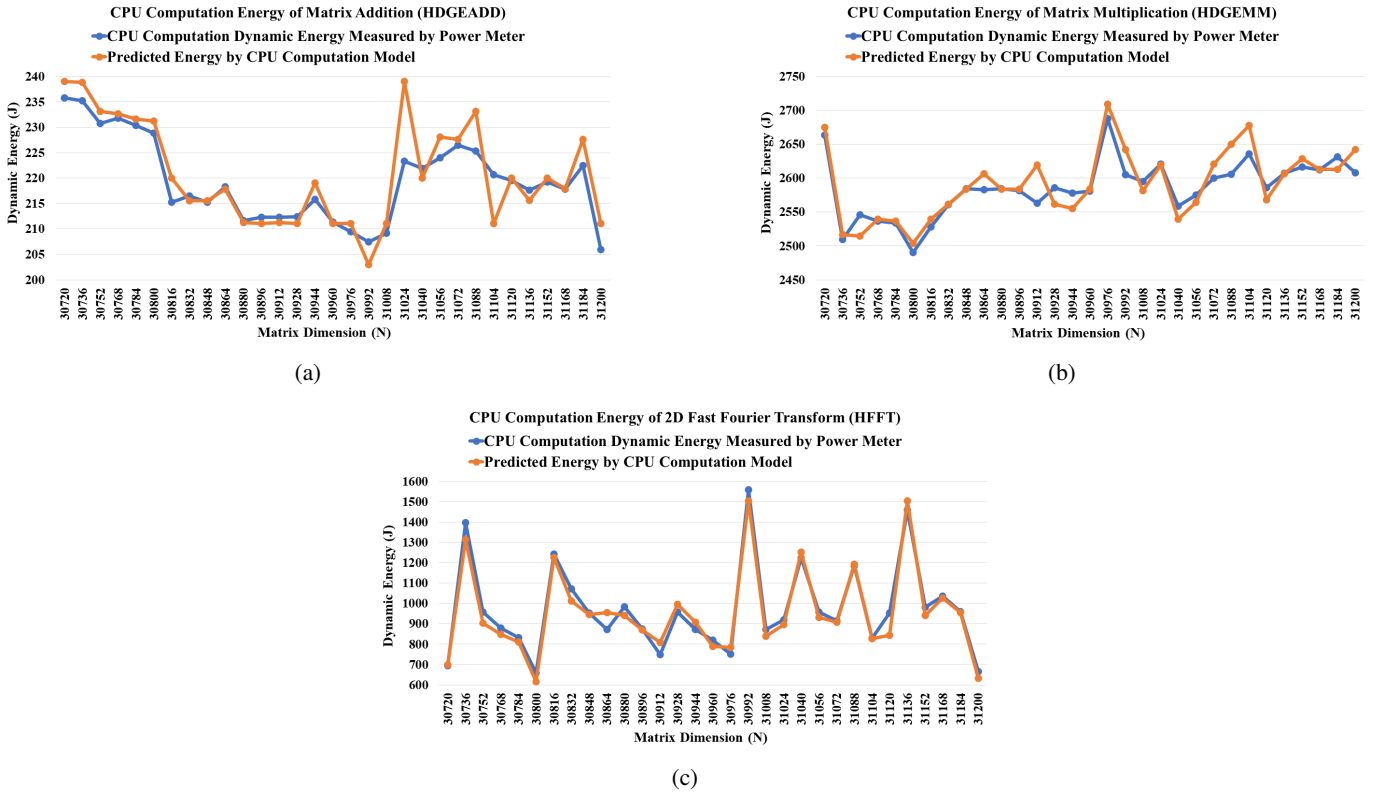 CPU Computation Energy of Matrix Addition (HDGEADD)
CPU Computation Dynamic Energy Measured by Power Meter
Predicted Energy by CPU Computation Model
240
235
230
225
220
215
210
205
200
Dynamic Energy (J)
30720 30736 30752 30768 30784 30800 30816 30832 30848 30864 30880 30896 30912 30928 30944 30960 30976 30992 31008 31024 31040 31056 31072 31088 31104 31120 31136 31152 31168 31184 31200
Matrix Dimension (N)
(a)
CPU Computation Energy of Matrix Multiplication (HDGEMM)
CPU Computation Dynamic Energy Measured by Power Meter
Predicted Energy by CPU Computation Model
2750
2700
2650
2600
2550
2500
2450
Dynamic Energy (J)
30720 30736 30752 30768 30784 30800 30816 30832 30848 30864 30880 30896 30912 30928 30944 30960 30976 30992 31008 31024 31040 31056 31072 31088 31104 31120 31136 31152 31168 31184 31200
Matrix Dimension (N)
(b)
CPU Computation Energy of 2D Fast Fourier Transform (HFFT)
CPU Computation Dynamic Energy Measured by Power Meter
Predicted Energy by CPU Computation Model
1600
1500
1400
1300
1200
1100
1000
900
800
700
600
Dynamic Energy (J)
30720 30736 30752 30768 30784 30800 30816 30832 30848 30864 30880 30896 30912 30928 30944 30960 30976 30992 31008 31024 31040 31056 31072 31088 31104 31120 31136 31152 31168 31184 31200
Matrix Dimension (N)
(c)